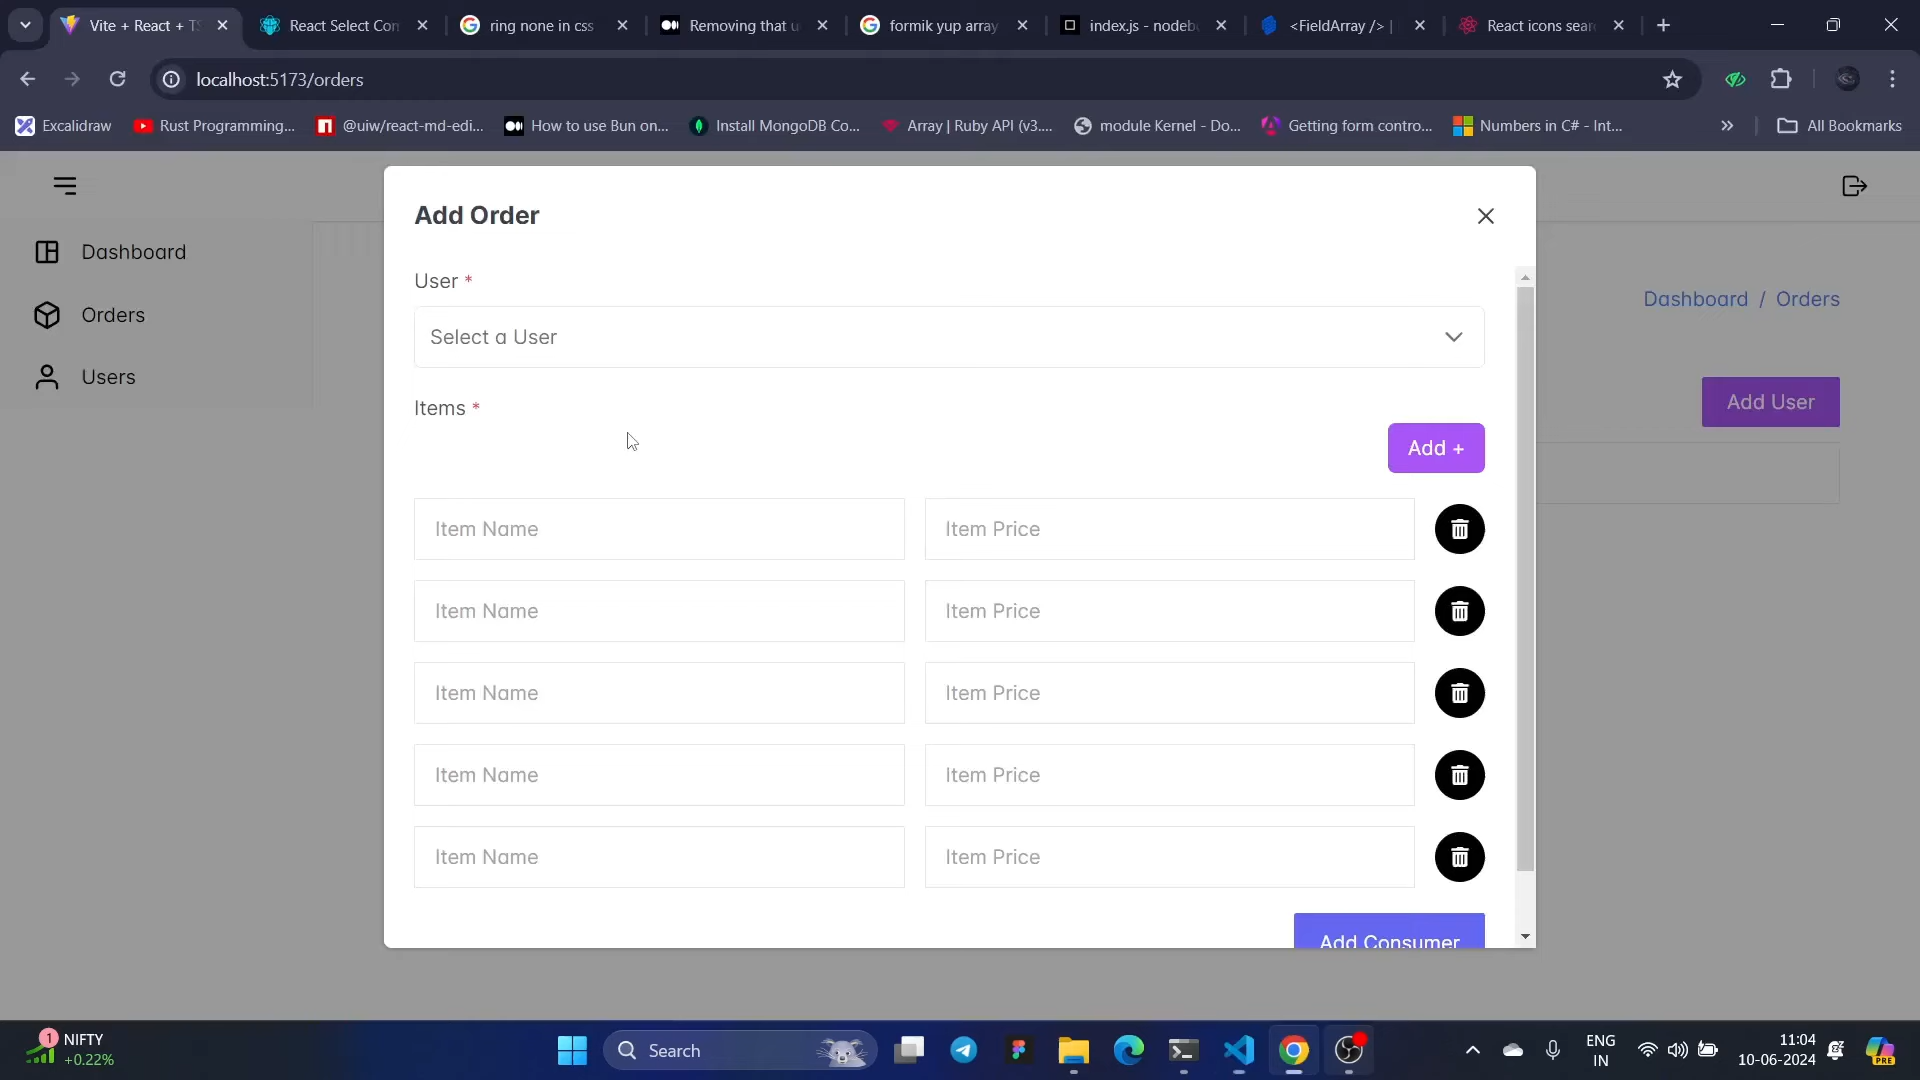 Vite + React + TS
React Select Con
ring none in css
Removing that u
formik yup array
index.js - nodeb
<FieldArray /> |
React icons sear
localhost:5173/orders
Excalidraw
Rust Programming...
@uiw/react-md-edi...
How to use Bun on...
Install MongoDB Co...
Array | Ruby API (v3....
module Kernel - Do...
Getting form contro...
Numbers in C# - Int...
All Bookmarks
Add Order
Dashboard
Orders
Users
User *
Select a User
Dashboard / Orders
Add User
Items *
Add +
Item Name
Item Price
Item Name
Item Price
Item Name
Item Price
Item Name
Item Price
Item Name
Item Price
Add Consumer
1
NIFTY
+0.22%
Search
ENG
IN
11:04
10-06-2024
PRE